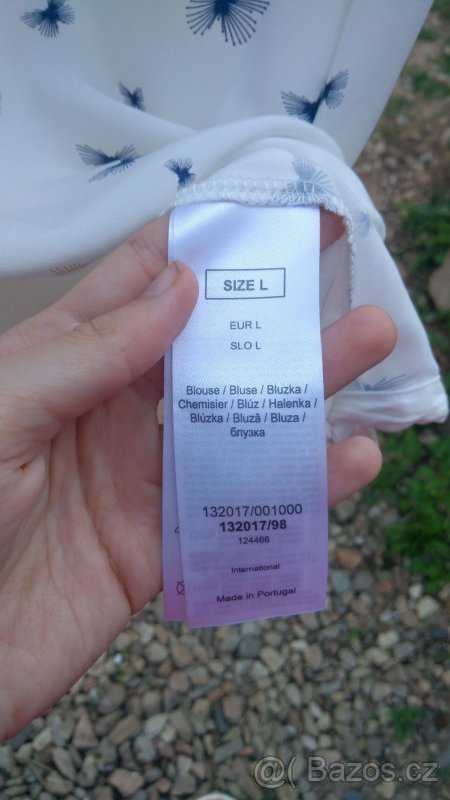 SIZE L
EUR L
SLO L
Blouse / Bluse / Bluzka /
Chemisier / Blúz / Halenka /
Blúzka / Bluză / Bluza /
блузка
132017/001000
132017/98
124466
International
Made in Portugal
@ Bazos.cz